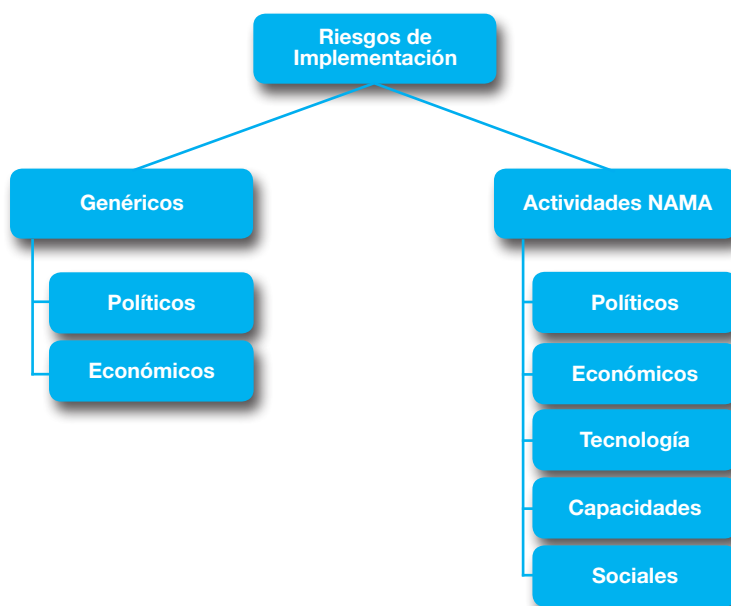 Riesgos de
Implementación
Genéricos
Políticos
Económicos
Actividades NAMA
Políticos
Económicos
Tecnología
Capacidades
Sociales